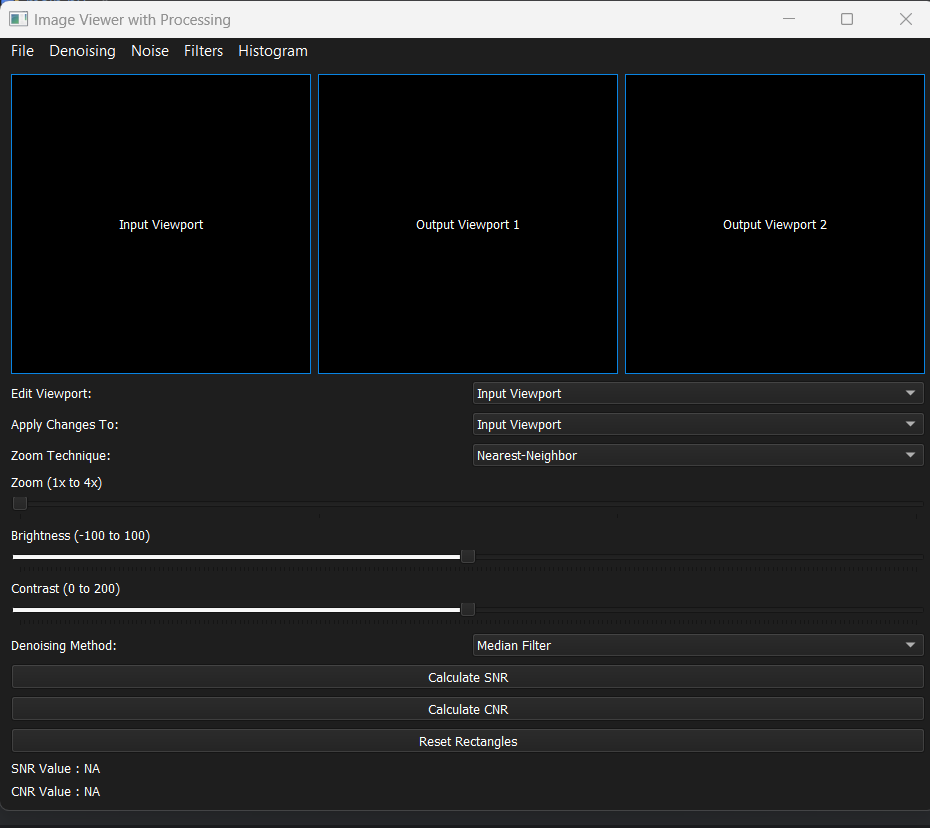 Image Viewer with Processing
File Denoising Noise Filters Histogram
Input Viewport Output Viewport 1 Output Viewport 2
Edit Viewport: Input Viewport
Apply Changes To: Input Viewport
Zoom Technique: Nearest-Neighbor
Zoom (1x to 4x)
Brightness (-100 to 100)
Contrast (0 to 200)
Denoising Method: Median Filter
Calculate SNR
Calculate CNR
Reset Rectangles
SNR Value : NA
CNR Value : NA